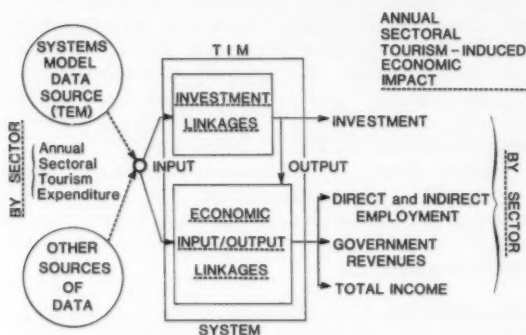 SYSTEMS
MODEL
DATA
SOURCE
(TEM)
BY SECTOR
Annual
Sectoral
Tourism
Expenditure
OTHER
SOURCES
OF
DATA
INPUT
TIM
INVESTMENT
LINKAGES
ECONOMIC
INPUT/OUTPUT
LINKAGES
SYSTEM
OUTPUT
ANNUAL
SECTORAL
TOURISM-INDUCED
ECONOMIC
IMPACT
INVESTMENT
DIRECT and INDIRECT
EMPLOYMENT
GOVERNMENT
REVENUES
TOTAL INCOME
BY SECTOR